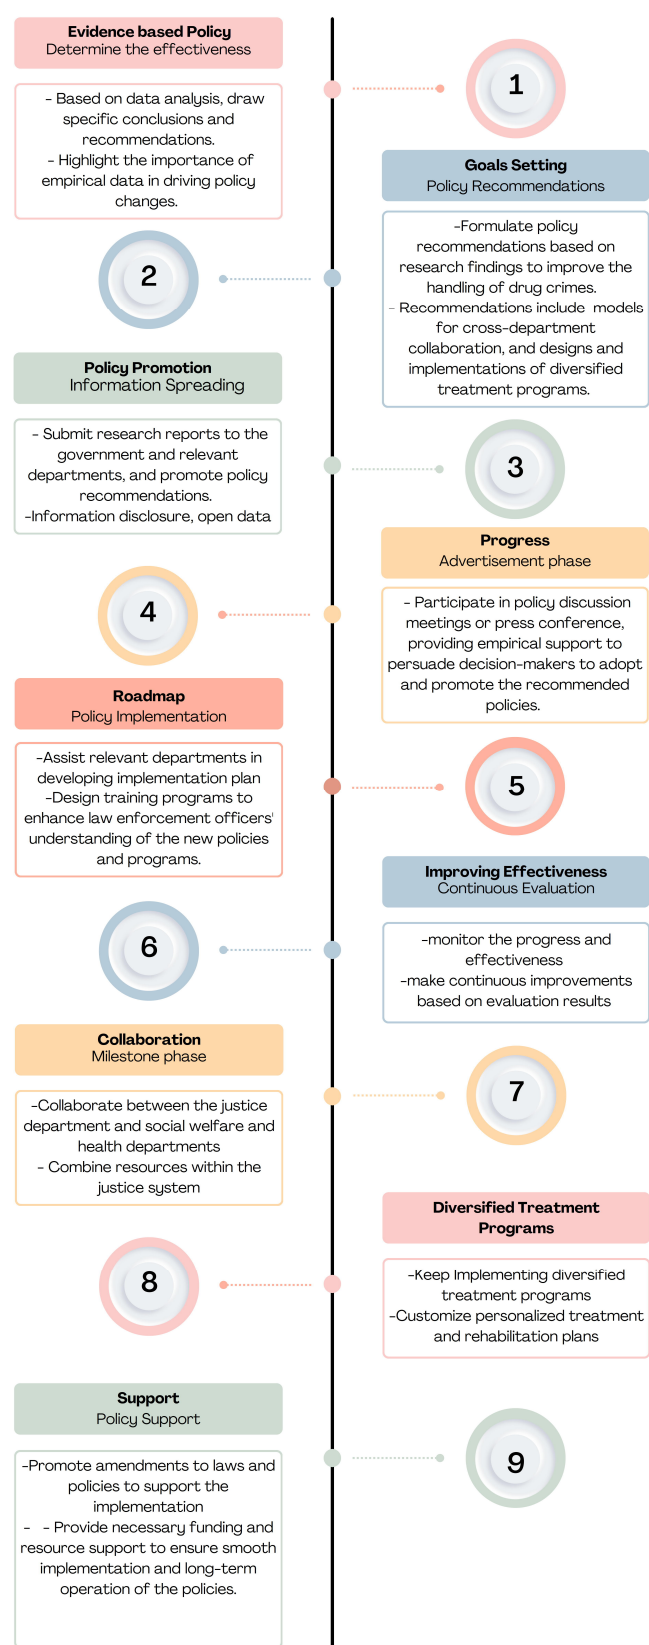 Evidence based Policy
Determine the effectiveness
- Based on data analysis, draw
specific conclusions and
recommendations.
- Highlight the importance of
empirical data in driving policy
changes.
1
Goals Setting
Policy Recommendations
-Formulate policy
recommendations based on
research findings to improve the
handling of drug crimes.
- Recommendations include models
for cross-department
collaboration, and designs and
implementations of diversified
treatment programs.
2
Policy Promotion
Information Spreading
- Submit research reports to the
government and relevant
departments, and promote policy
recommendations.
-Information disclosure, open data
3
Progress
Advertisement phase
- Participate in policy discussion
meetings or press conference,
providing empirical support to
persuade decision-makers to adopt
and promote the recommended
policies.
4
Roadmap
Policy Implementation
-Assist relevant departments in
developing implementation plan
-Design training programs to
enhance law enforcement officers'
understanding of the new policies
and programs.
5
Improving Effectiveness
Continuous Evaluation
-monitor the progress and
effectiveness
-make continuous improvements
based on evaluation results
6
Collaboration
Milestone phase
-Collaborate between the justice
department and social welfare and
health departments
- Combine resources within the
justice system
7
Diversified Treatment
Programs
-Keep Implementing diversified
treatment programs
-Customize personalized treatment
and rehabilitation plans
8
Support
Policy Support
-Promote amendments to laws and
policies to support the
implementation
- - Provide necessary funding and
resource support to ensure smooth
implementation and long-term
operation of the policies.
9